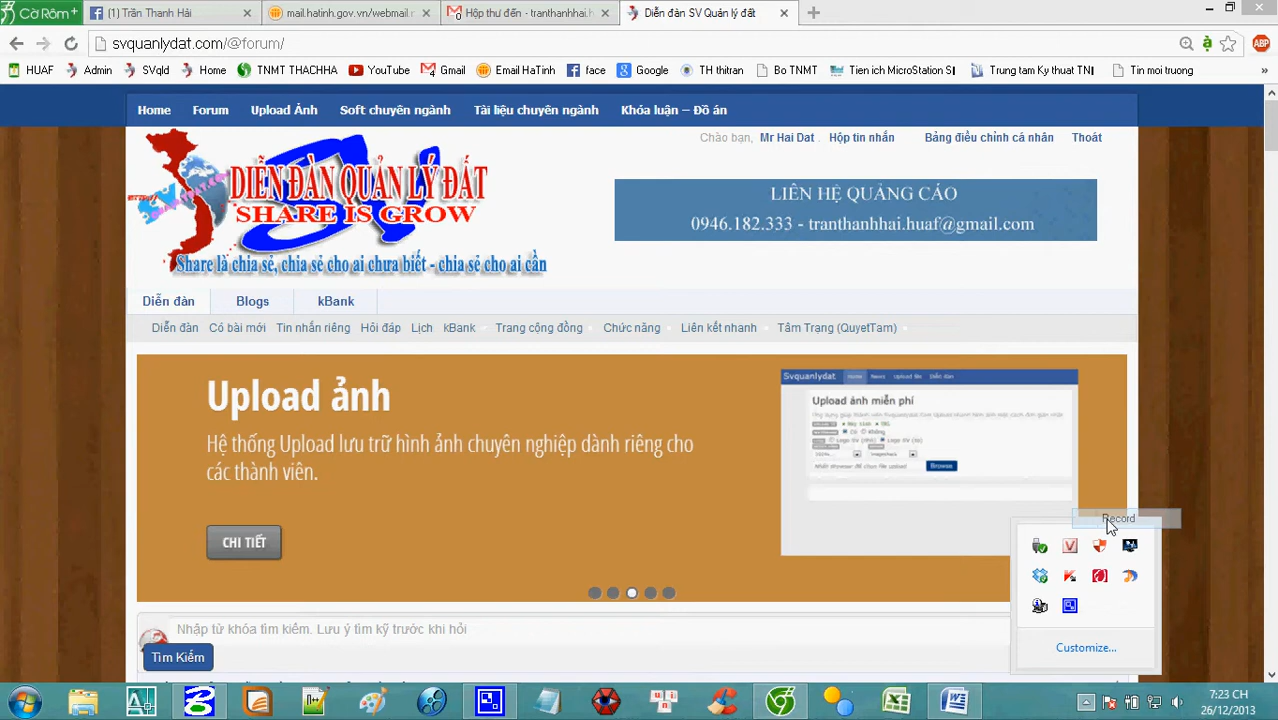 Cờ Rôm+
(1) Trần Thanh Hải
mail.hatinh.gov.vn/webmail
Hộp thư đến - tranthanhhai.
Diễn đàn SV Quản lý đất
svquanlydat.com/@forum/
HUAF
Admin
SVqld
Home
TNMT THACHHA
YouTube
Gmail
Email HaTinh
face
Google
TH thitran
Bo TNMT
Tien ich MicroStation S
Trung tam Ky thuat TN
Tin moi truong
»
Home
Forum
Upload Ảnh
Soft chuyên ngành
Tài liệu chuyên ngành
Khóa luận – Đồ án
Chào bạn, Mr Hai Dat . Hộp tin nhắn
Bảng điều chỉnh cá nhân
Thoát
DIỄN ĐÀN QUẢN LÝ ĐẤT
SHARE IS GROW
Share là chia sẻ, chia sẻ cho ai chưa biết - chia sẻ cho ai cần
LIÊN HỆ QUẢNG CÁO
0946.182.333 - tranthanhhai.huaf@gmail.com
Diễn đàn
Blogs
kBank
Diễn đàn
Có bài mới
Tin nhắn riêng
Hỏi đáp
Lịch
kBank
Trang cộng đồng
Chức năng
Liên kết nhanh
Tâm Trạng (QuyetTam)
Upload ảnh
Hệ thống Upload lưu trữ hình ảnh chuyên nghiệp dành riêng cho
các thành viên.
CHI TIẾT
Svquanlydat
Home
News
Upload file
Diễn đàn
Upload ảnh miễn phí
Browse
Record
Customize...
Nhập từ khóa tìm kiếm. Lưu ý tìm kỹ trước khi hỏi
Tìm Kiếm
7:23 CH
26/12/2013